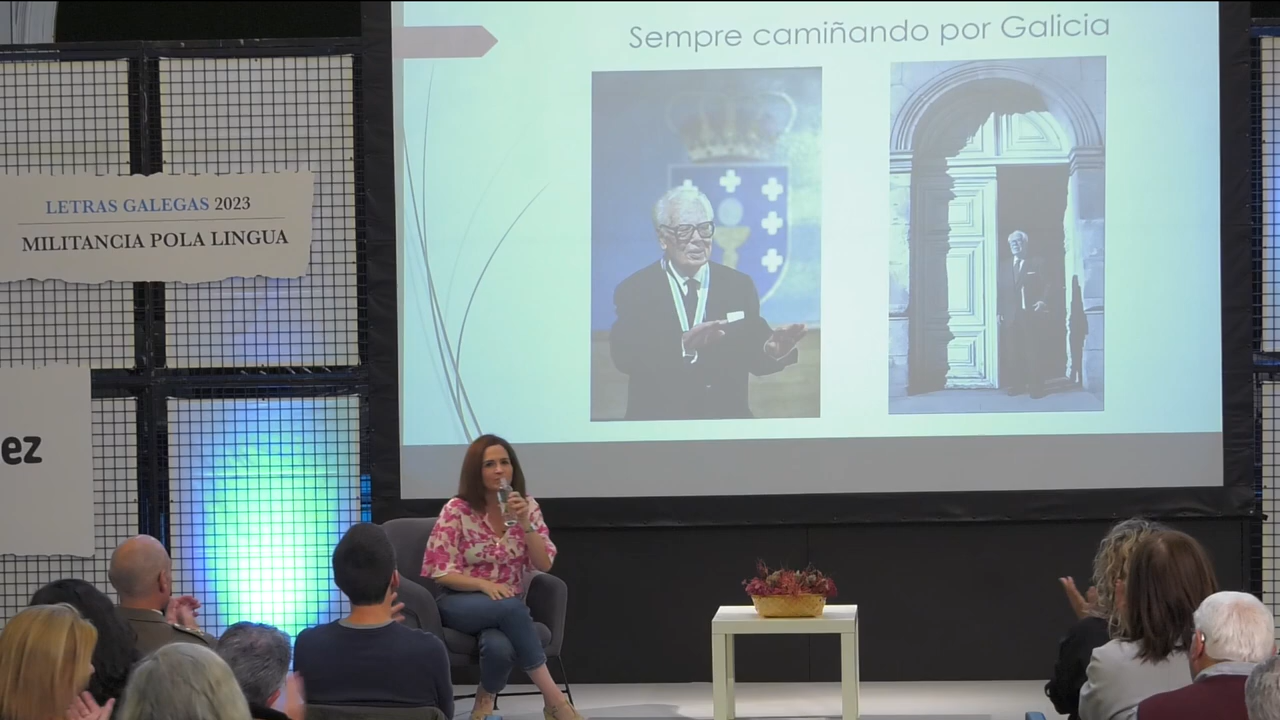 Sempre camiñando por Galicia
LETRAS GALEGAS 2023
MILITANCIA POLA LINGUA
ez